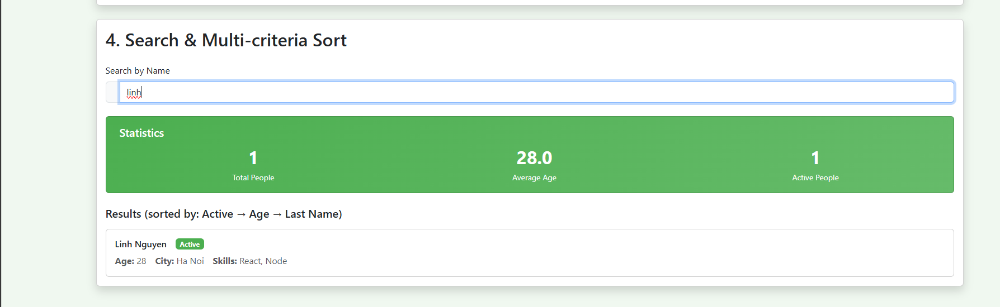 4. Search & Multi-criteria Sort
Search by Name
linh
Statistics
1
Total People
28.0
Average Age
1
Active People
Results (sorted by: Active → Age → Last Name)
Linh Nguyen Active
Age: 28 City: Ha Noi Skills: React, Node